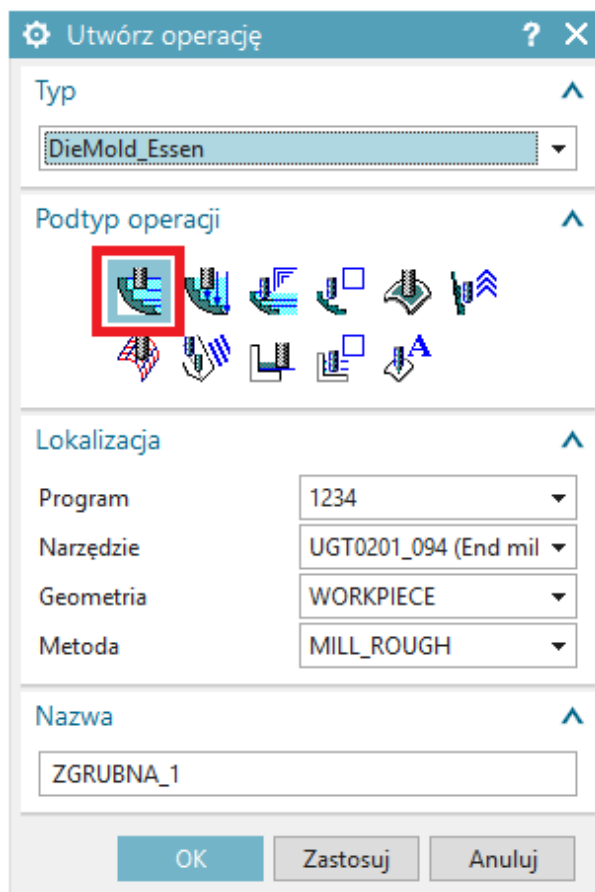 Utwórz operację ?
Typ
DieMold_Essen
Podtyp operacji
A
Lokalizacja
Program 1234
Narzędzie UGT0201_094 (End mil
Geometria WORKPIECE
Metoda MILL_ROUGH
Nazwa
ZGRUBNA_1
OK Zastosuj Anuluj